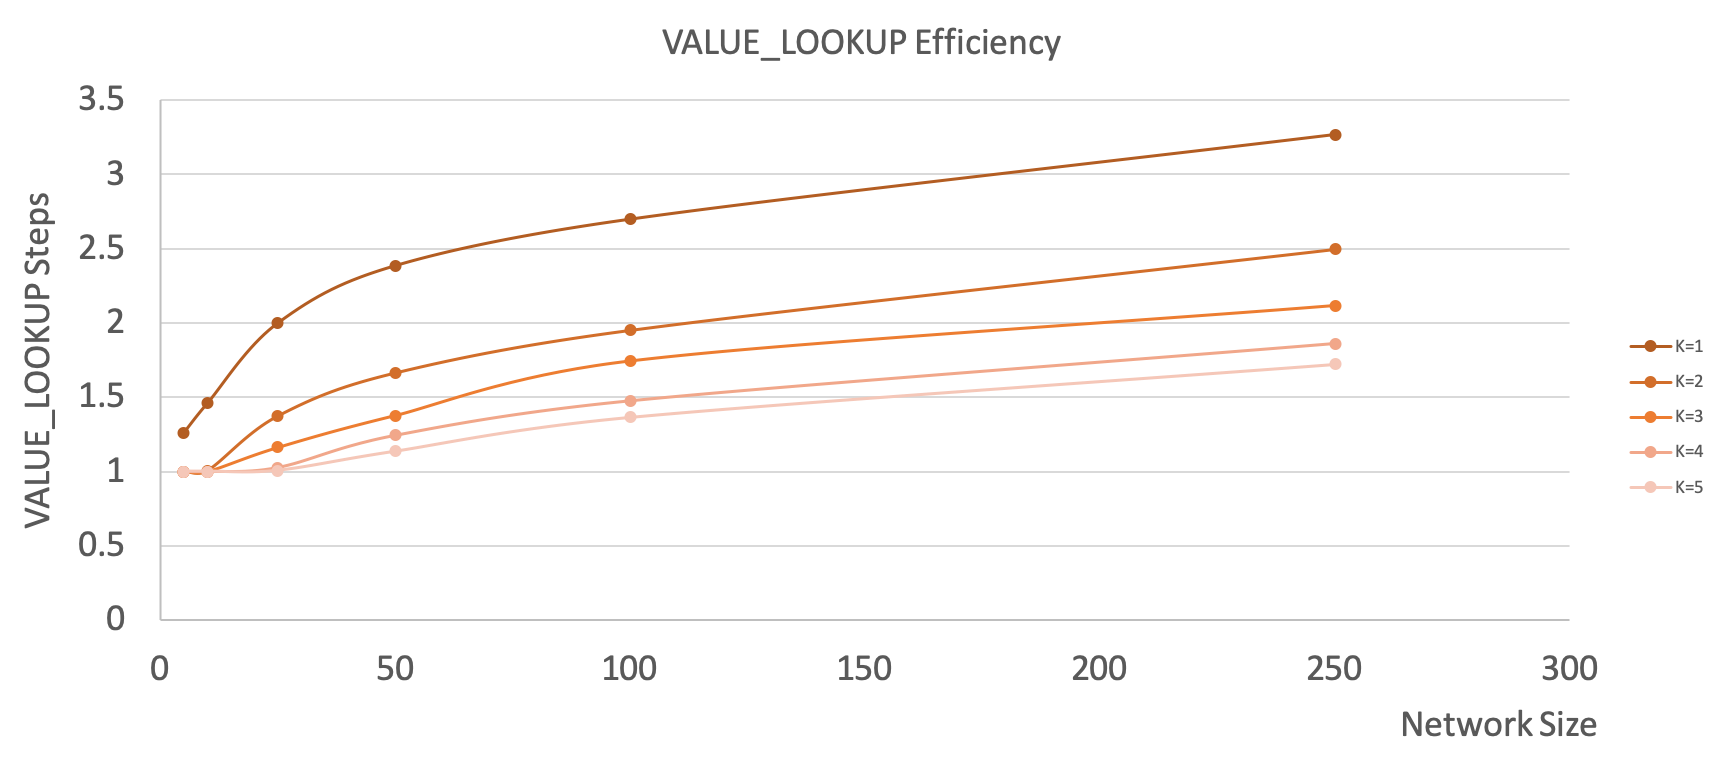 VALUE_LOOKUP Efficiency
3.5
3
2.5
2
1.5
1
0.5
0
VALUE_LOOKUP Steps
0 50 100 150 200 250 300
Network Size
K=1
K=2
K=3
K=4
K=5